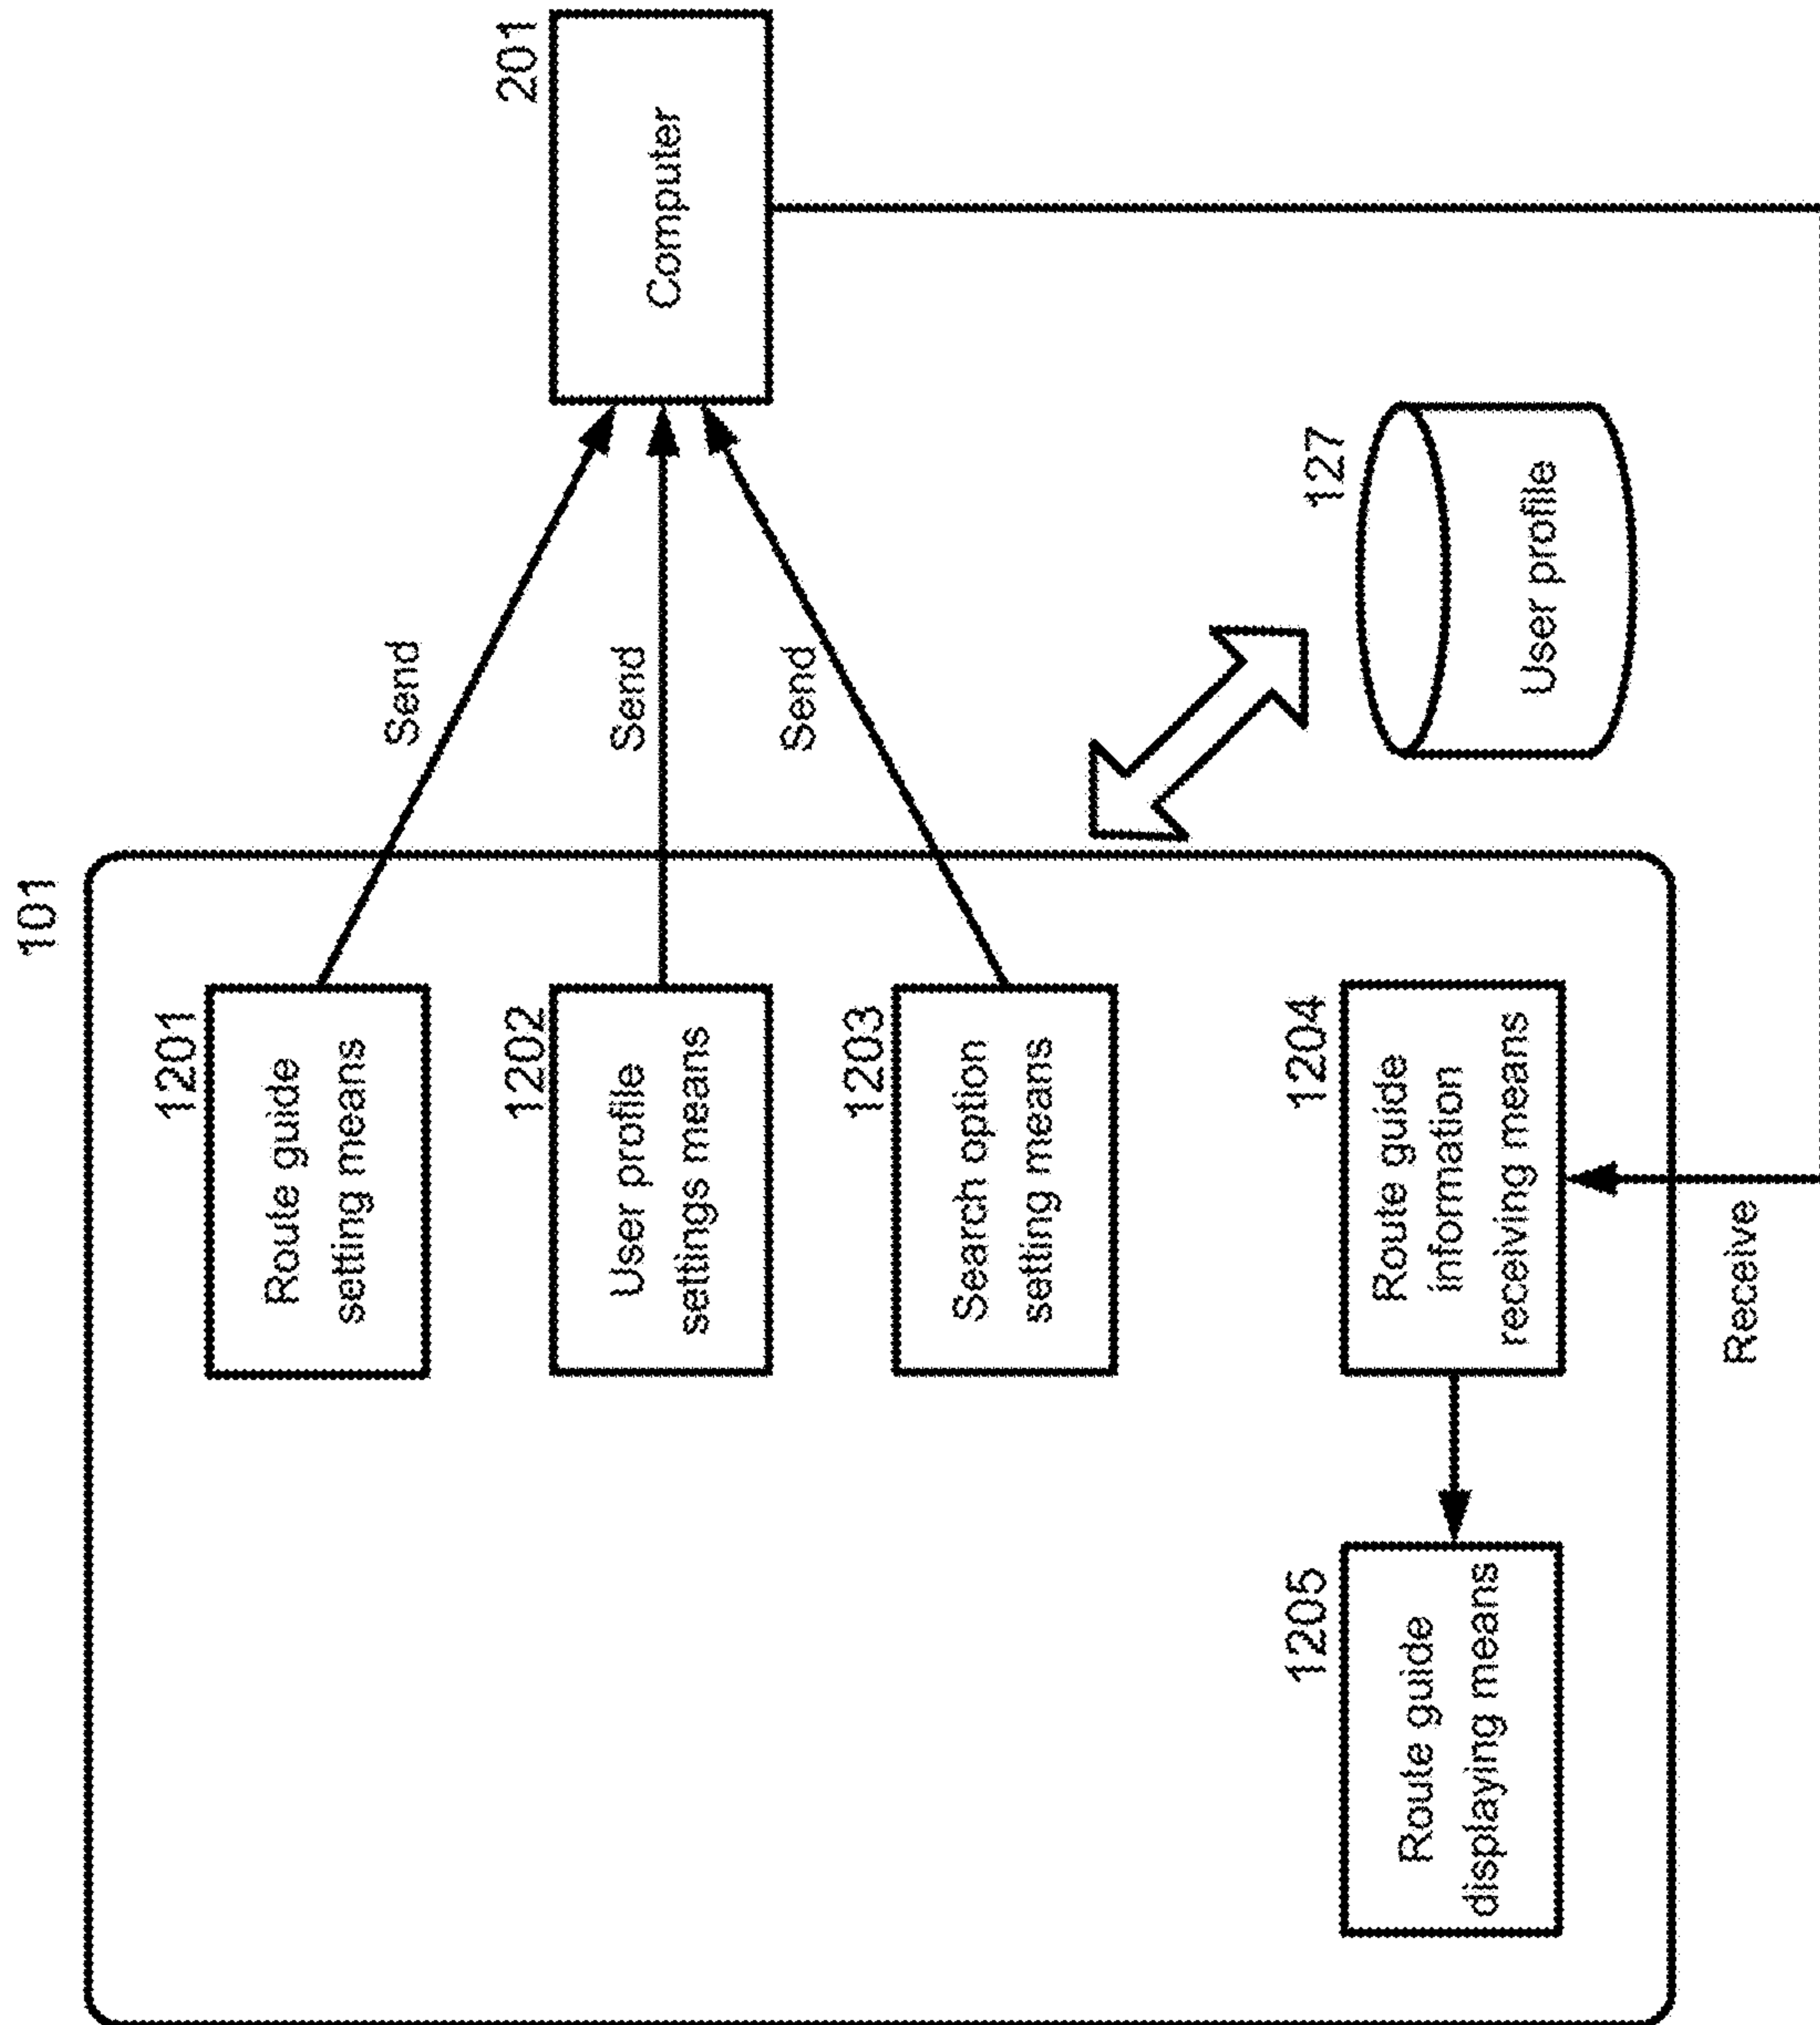 101
1201
Route guide
setting means
Send
201
Computer
1202
User profile
settings means
Send
1203
Search option
setting means
Send
127
User profile
1205
Route guide
displaying means
1204
Route guide
information
receiving means
Receive